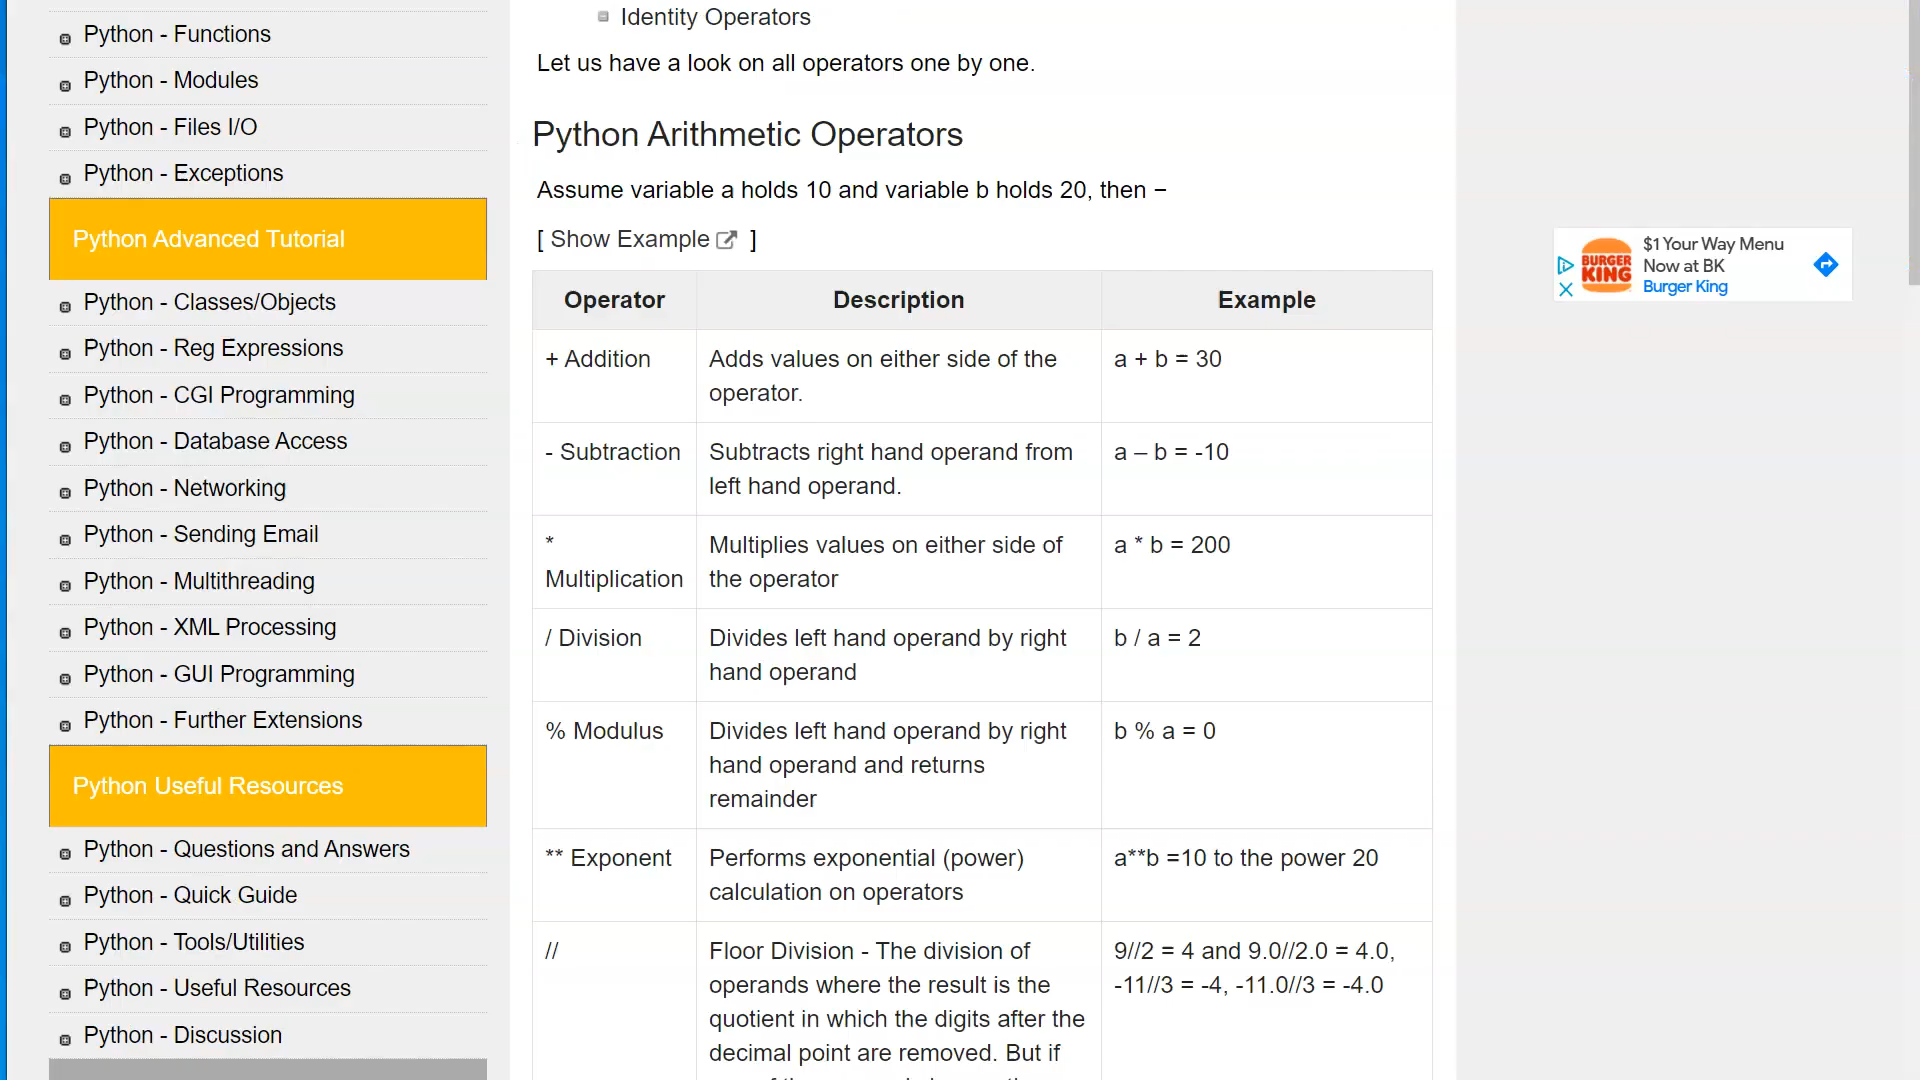 Python - Functions
Python - Modules
Python - Files I/O
Python - Exceptions
Python Advanced Tutorial
Python - Classes/Objects
Python - Reg Expressions
Python - CGI Programming
Python - Database Access
Python - Networking
Python - Sending Email
Python - Multithreading
Python - XML Processing
Python - GUI Programming
Python - Further Extensions
Python Useful Resources
Python - Questions and Answers
Python - Quick Guide
Python - Tools/Utilities
Python - Useful Resources
Python - Discussion
Identity Operators
Let us have a look on all operators one by one.
Python Arithmetic Operators
Assume variable a holds 10 and variable b holds 20, then −
[ Show Example ]
Operator Description Example
+ Addition
Adds values on either side of the
operator.
a + b = 30
- Subtraction
Subtracts right hand operand from
left hand operand.
a – b = -10
*
Multiplication
Multiplies values on either side of
the operator
a * b = 200
/ Division
Divides left hand operand by right
hand operand
b / a = 2
% Modulus
Divides left hand operand by right
hand operand and returns
remainder
b % a = 0
** Exponent
Performs exponential (power)
calculation on operators
a**b =10 to the power 20
//
Floor Division - The division of
operands where the result is the
quotient in which the digits after the
decimal point are removed. But if
9//2 = 4 and 9.0//2.0 = 4.0,
-11//3 = -4, -11.0//3 = -4.0
BURGER
KING
$1 Your Way Menu
Now at BK
Burger King